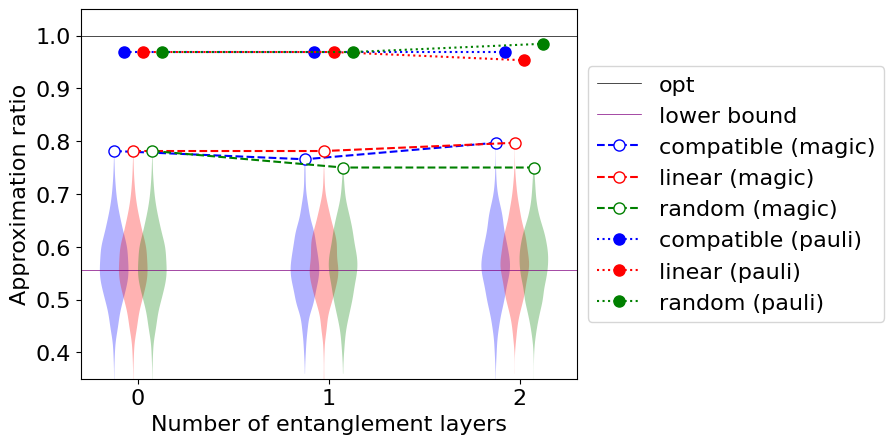 1.0
0.9
0.8
0.7
0.6
0.5
0.4
Approximation ratio
0
1
2
Number of entanglement layers
opt
lower bound
compatible (magic)
linear (magic)
random (magic)
compatible (pauli)
linear (pauli)
random (pauli)